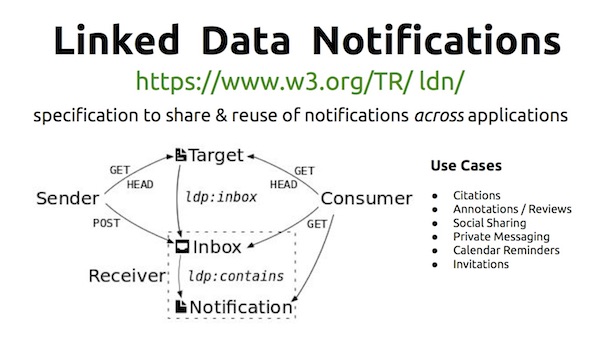 Linked Data Notifications
https://www.w3.org/TR/ ldn/
specification to share & reuse of notifications across applications
Target
GET
HEAD
GET
HEAD
Sender
ldp:inbox
Consumer
POST
GET
Inbox
Receiver
ldp:contains
Notification
Use Cases
● Citations
● Annotations / Reviews
● Social Sharing
● Private Messaging
● Calendar Reminders
● Invitations